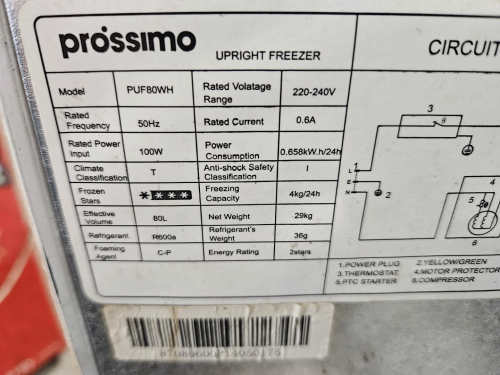 próssimo
UPRIGHT FREEZER
CIRCUIT
Model PUF80WH Rated Volatage Range 220-240V
Rated Frequency 50Hz Rated Current 0.6A
Rated Power Input 100W Power Consumption 0.658kW.h/24h
Climate Classification T Anti-shock Safety Classification I
Frozen Stars Freezing Capacity 4kg/24h
Effective Volume 80L Net Weight 29kg
Refrigerant R600a Refrigerant's Weight 36g
Foaming Agent C-P Energy Rating 2stars
3
1
L
E
N
2
4
5
6
1.POWER PLUG 2.YELLOW/GREEN
3.THERMOSTAT 4.MOTOR PROTECTOR
5.PTC STARTER 6.COMPRESSOR